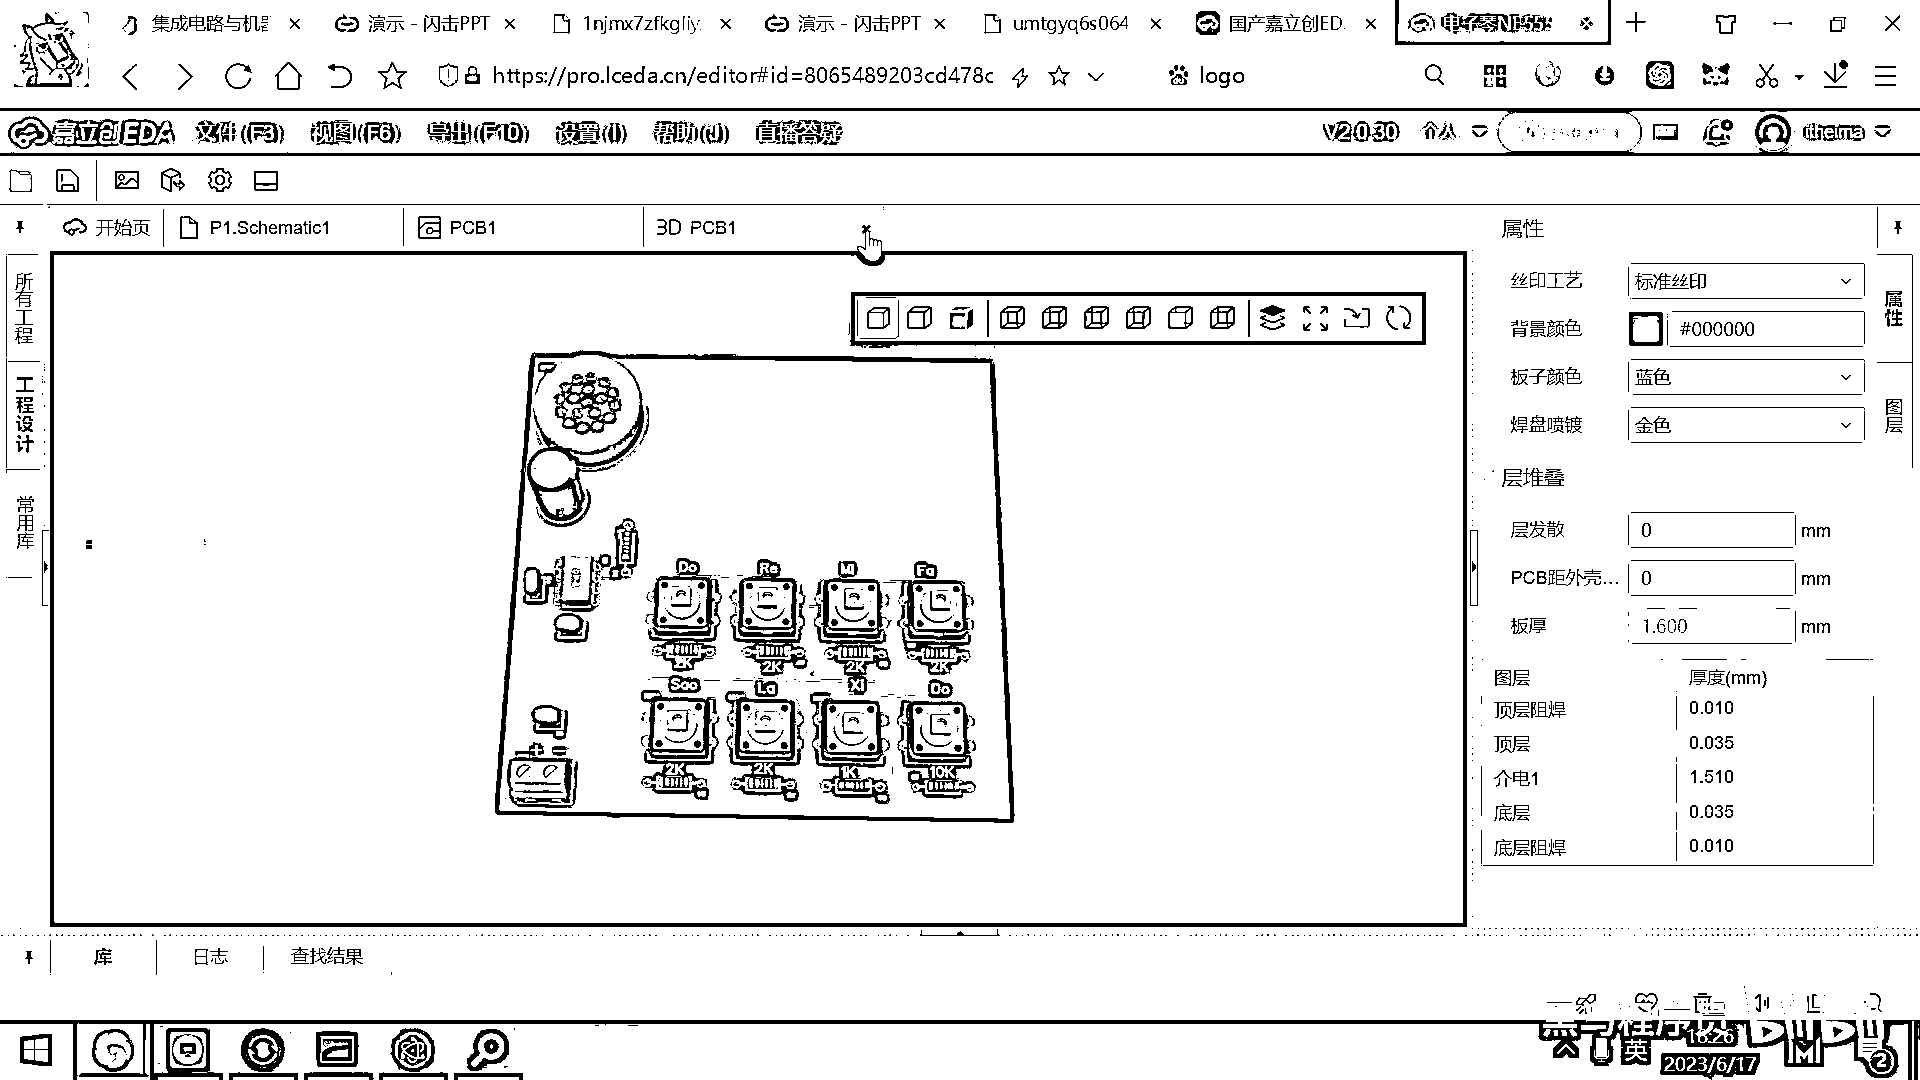 集成电路与机器
演示 - 闪击PPT
1njmx7zfkgliy.
演示 - 闪击PPT
umtgyq6s064
国产嘉立创ED.
电子琴NE555
https://pro.lceda.cn/editor#id=8065489203cd478c
logo
嘉立创EDA 文件(F3) 视图(F6) 导出(F10) 设置(I) 帮助(J) 直播答疑
V2.0.30 个人 itheima
开始页 P1.Schematic1 PCB1 3D PCB1
所有工程
工程设计
常用库
属性
丝印工艺 标准丝印
背景颜色 #000000
板子颜色 蓝色
焊盘喷镀 金色
层堆叠
层发散 0 mm
PCB距外壳... 0 mm
板厚 1.600 mm
图层 厚度(mm)
顶层阻焊 0.010
顶层 0.035
介电1 1.510
底层 0.035
底层阻焊 0.010
属性
图层
Do Re Mi Fa
2K 2K 2K
Soo La Xi Do
2K 2K 1K 10K
库 日志 查找结果
黑马程序员
英
16:26
2023/6/17
2